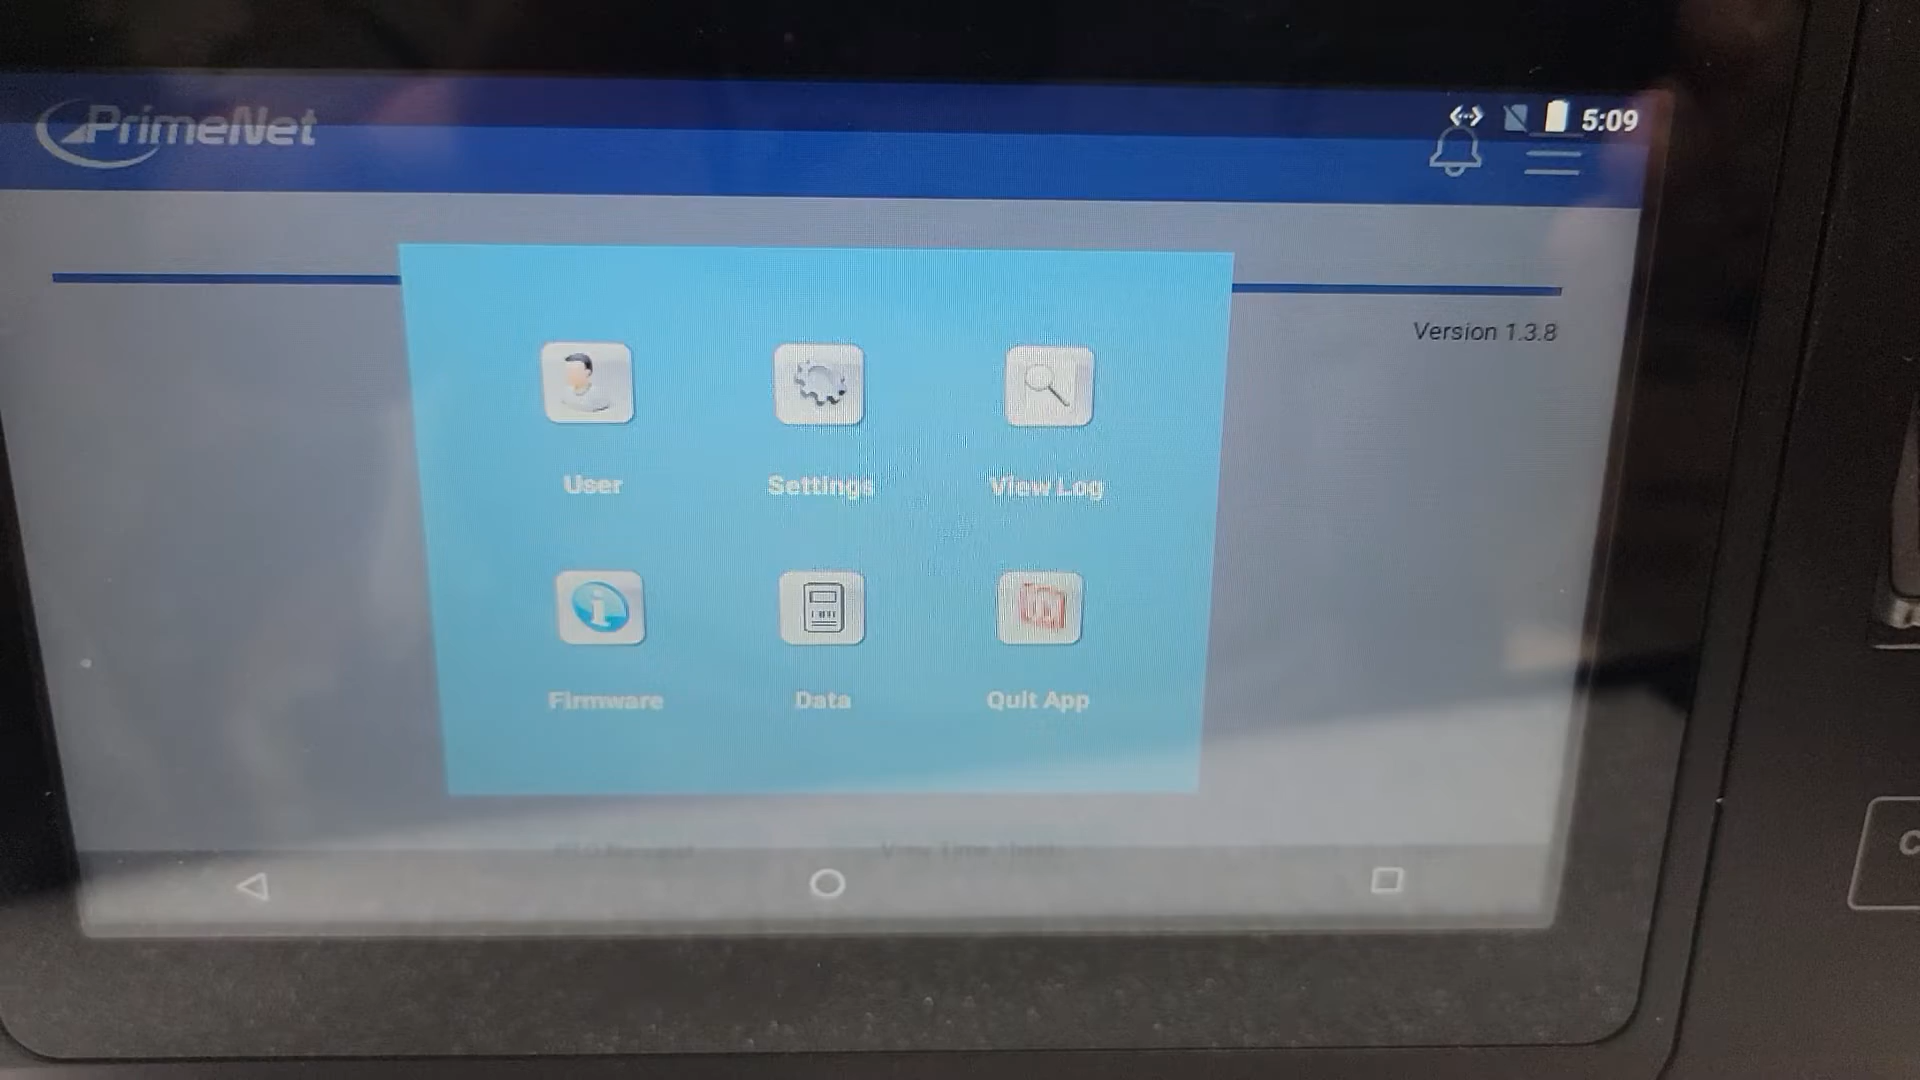 PrimeNet
5:09
Version 1.3.8
User Settings View Log
Firmware Data Quit App